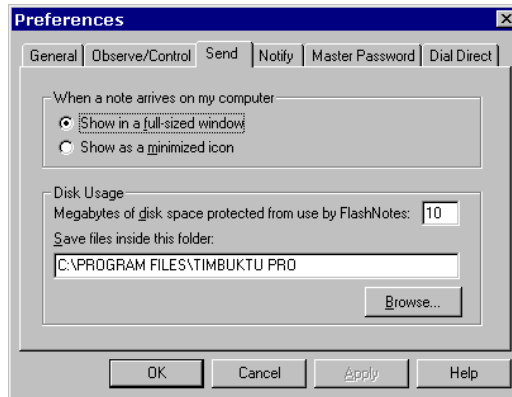 Preferences
General Observe/Control Send Notify Master Password Dial Direct
When a note arrives on my computer
Show in a full-sized window
Show as a minimized icon
Disk Usage
Megabytes of disk space protected from use by FlashNotes: 10
Save files inside this folder:
C:\PROGRAM FILES\TIMBUKTU PRO
Browse...
OK Cancel Apply Help